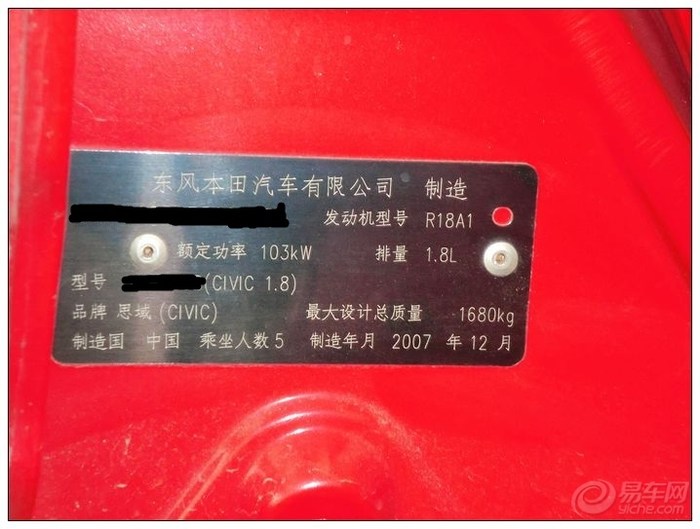 东风本田汽车有限公司 制造
发动机型号 R18A1
额定功率 103kW 排量 1.8L
型号 (CIVIC 1.8)
品牌 思域(CIVIC) 最大设计总质量 1680kg
制造国 中国 乘坐人数 5 制造年月 2007 年 12 月
易车网
yiche.com